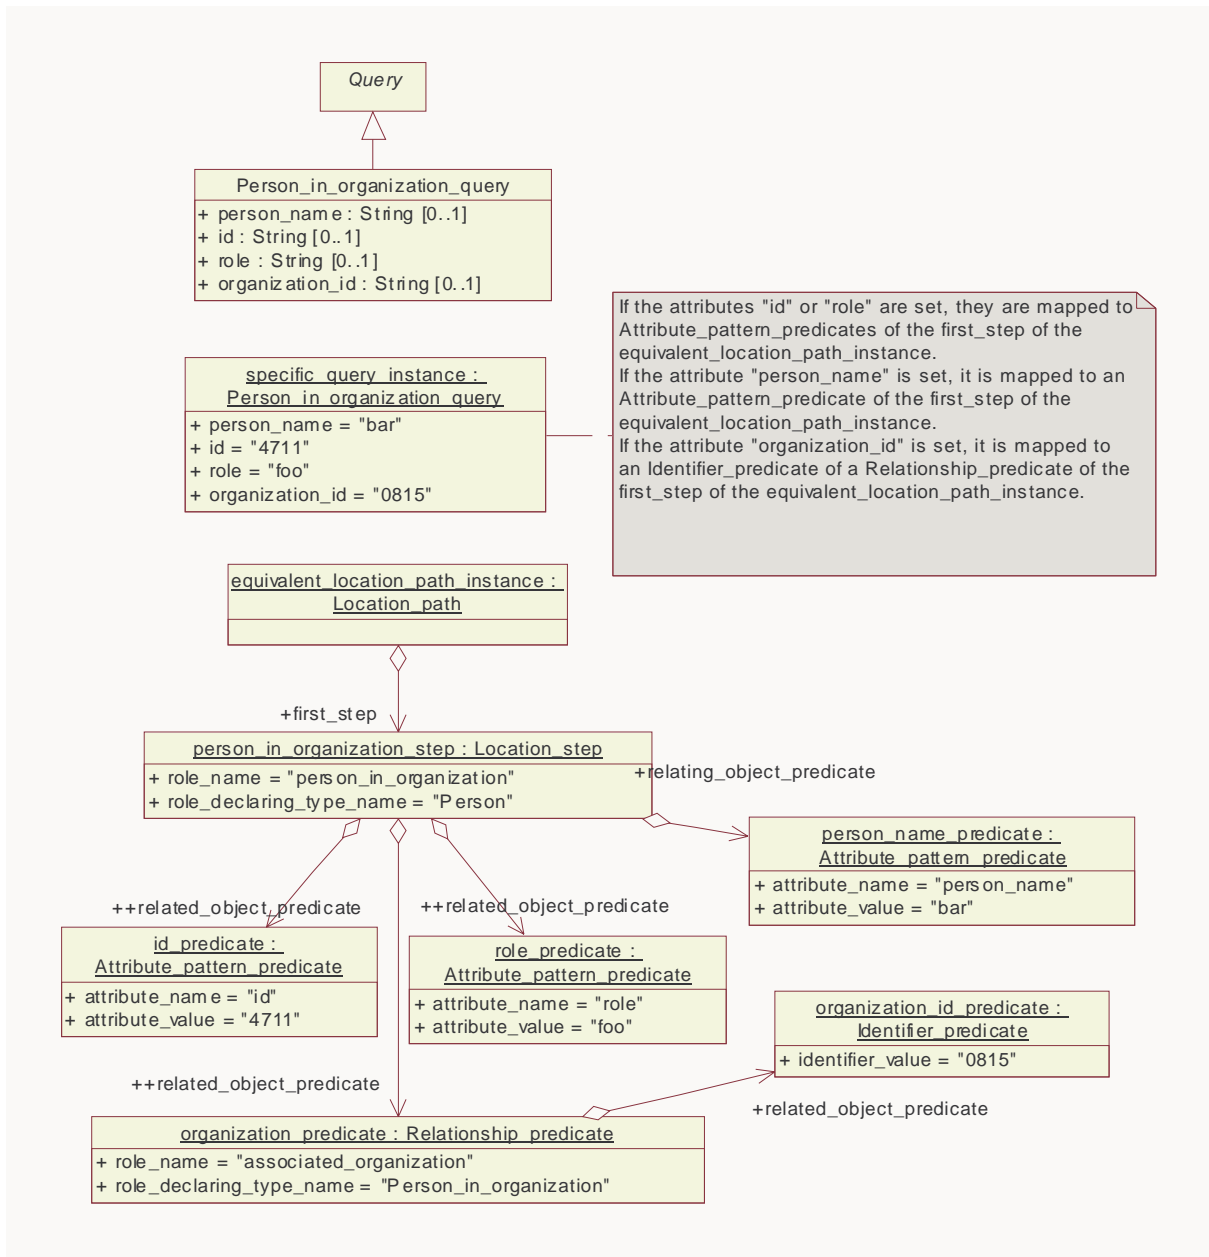 Query
Person_in_organization_query
+ person_name : String [0..1]
+ id : String [0..1]
+ role : String [0..1]
+ organization_id : String [0..1]
If the attributes "id" or "role" are set, they are mapped to
Attribute_pattern_predicates of the first_step of the
equivalent_location_path_instance.
If the attribute "person_name" is set, it is mapped to an
Attribute_pattern_predicate of the first_step of the
equivalent_location_path_instance.
If the attribute "organization_id" is set, it is mapped to
an Identifier_predicate of a Relationship_predicate of the
first_step of the equivalent_location_path_instance.
specific_query_instance :
Person_in_organization_query
+ person_name = "bar"
+ id = "4711"
+ role = "foo"
+ organization_id = "0815"
equivalent_location_path_instance :
Location_path
+first_step
person_in_organization_step : Location_step
+ role_name = "person_in_organization"
+ role_declaring_type_name = "Person"
+relating_object_predicate
person_name_predicate :
Attribute_pattern_predicate
+ attribute_name = "person_name"
+ attribute_value = "bar"
++related_object_predicate
++related_object_predicate
id_predicate :
Attribute_pattern_predicate
+ attribute_name = "id"
+ attribute_value = "4711"
role_predicate :
Attribute_pattern_predicate
+ attribute_name = "role"
+ attribute_value = "foo"
organization_id_predicate :
Identifier_predicate
+ identifier_value = "0815"
++related_object_predicate
+related_object_predicate
organization_predicate : Relationship_predicate
+ role_name = "associated_organization"
+ role_declaring_type_name = "Person_in_organization"